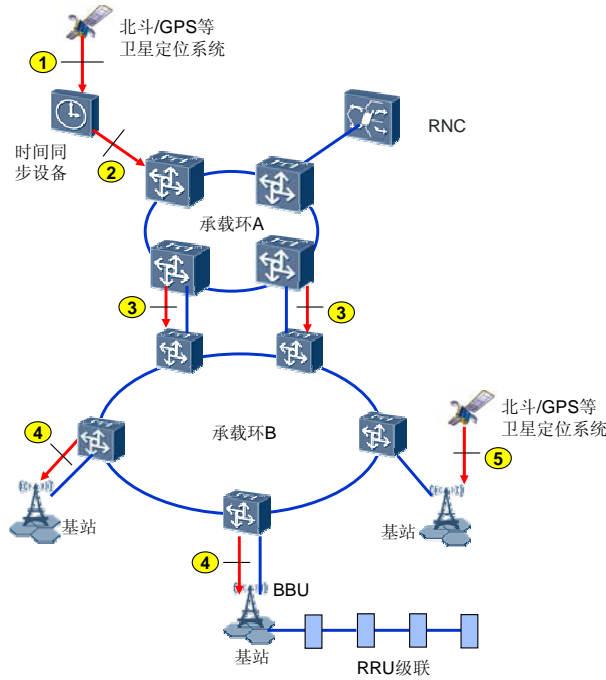 北斗/GPS等
卫星定位系统
1
时间同
步设备
2
RNC
承载环A
3
3
4
承载环B
北斗/GPS等
卫星定位系统
5
基站
基站
4
BBU
基站
RRU级联